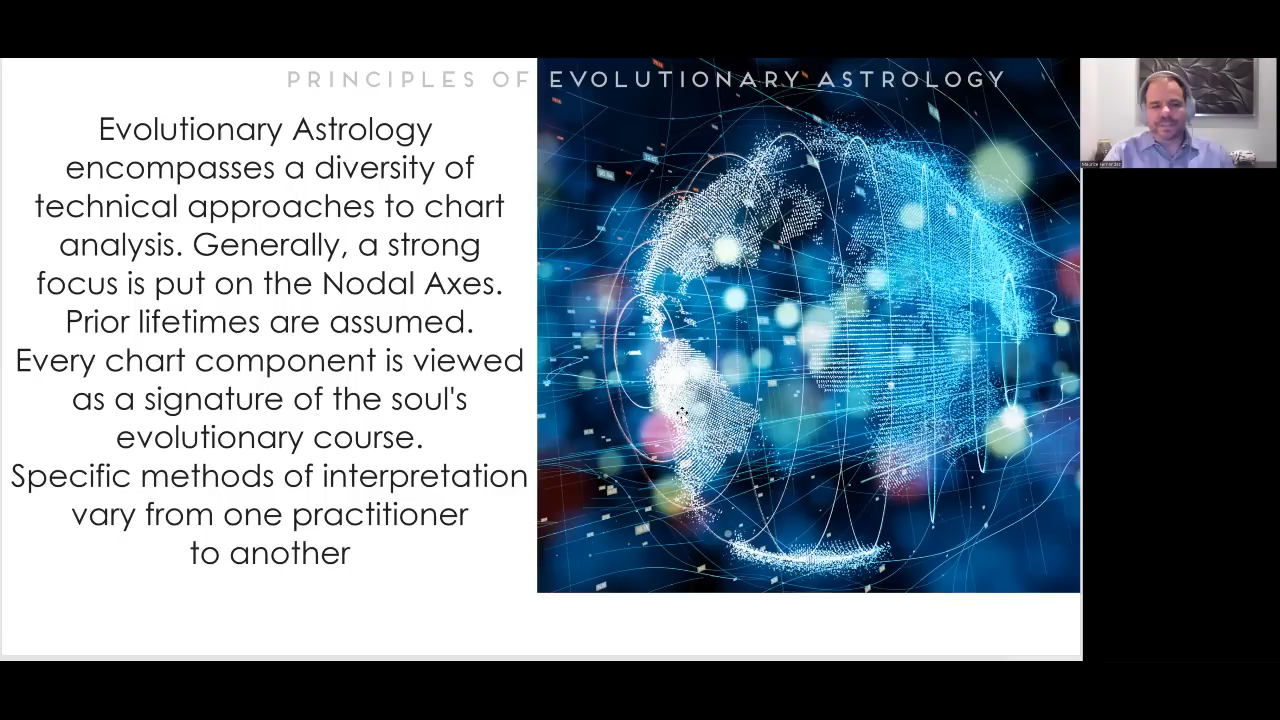 PRINCIPLES OF EVOLUTIONARY ASTROLOGY
Evolutionary Astrology
encompasses a diversity of
technical approaches to chart
analysis. Generally, a strong
focus is put on the Nodal Axes.
Prior lifetimes are assumed.
Every chart component is viewed
as a signature of the soul's
evolutionary course.
Specific methods of interpretation
vary from one practitioner
to another
Maurice Fernandez